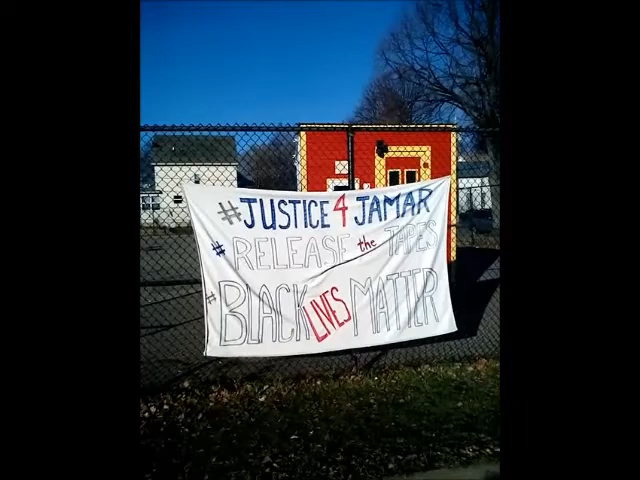 #JUSTICE 4 JAMAR
#RELEASE the TAPES
#BLACK LIVES MATTER